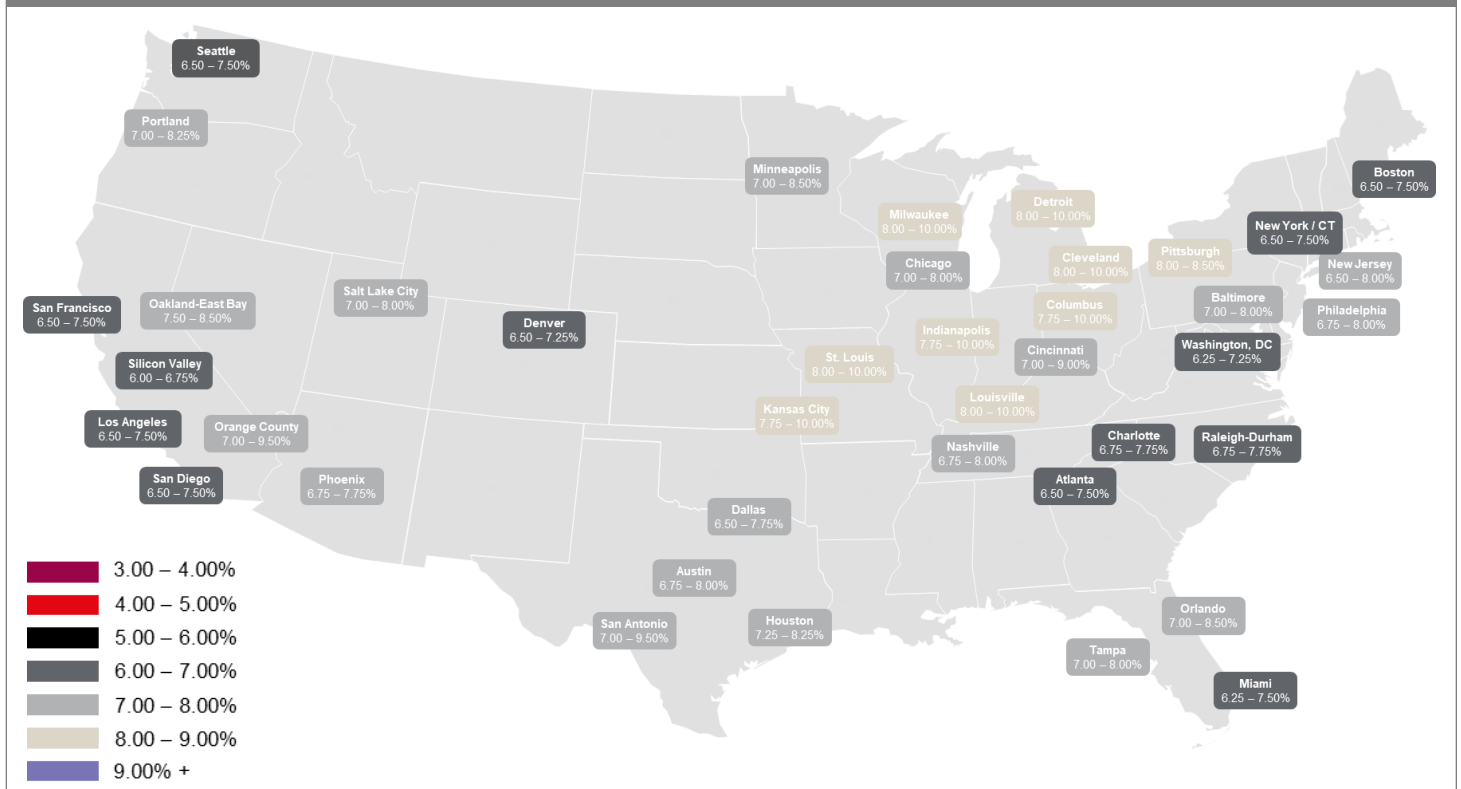 Seattle
6.50 – 7.50%
Portland
7.00 – 8.25%
Minneapolis
7.00 – 8.50%
Boston
6.50 – 7.50%
Milwaukee
8.00 – 10.00%
Detroit
8.00 – 10.00%
New York / CT
6.50 – 7.50%
Chicago
7.00 – 8.00%
Cleveland
8.00 – 10.00%
Pittsburgh
8.00 – 8.50%
New Jersey
6.50 – 8.00%
San Francisco
6.50 – 7.50%
Oakland-East Bay
7.50 – 8.50%
Salt Lake City
7.00 – 8.00%
Denver
6.50 – 7.25%
Indianapolis
7.75 – 10.00%
Columbus
7.75 – 10.00%
Baltimore
7.00 – 8.00%
Philadelphia
6.75 – 8.00%
Silicon Valley
6.00 – 6.75%
St. Louis
8.00 – 10.00%
Cincinnati
7.00 – 9.00%
Washington, DC
6.25 – 7.25%
Los Angeles
6.50 – 7.50%
Orange County
7.00 – 9.50%
Kansas City
7.75 – 10.00%
Louisville
8.00 – 10.00%
Nashville
6.75 – 8.00%
Charlotte
6.75 – 7.75%
Raleigh-Durham
6.75 – 7.75%
San Diego
6.50 – 7.50%
Phoenix
6.75 – 7.75%
Atlanta
6.50 – 7.50%
Dallas
6.50 – 7.75%
Austin
6.75 – 8.00%
San Antonio
7.00 – 9.50%
Houston
7.25 – 8.25%
Orlando
7.00 – 8.50%
Tampa
7.00 – 8.00%
Miami
6.25 – 7.50%
3.00 – 4.00%
4.00 – 5.00%
5.00 – 6.00%
6.00 – 7.00%
7.00 – 8.00%
8.00 – 9.00%
9.00% +